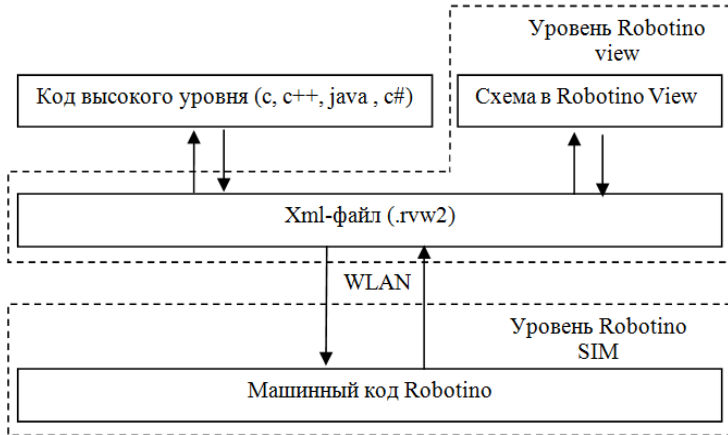 Уровень Robotino
view
Код высокого уровня (c, c++, java , c#)
Схема в Robotino View
Xml-файл (.rvw2)
WLAN
Уровень Robotino
SIM
Машинный код Robotino